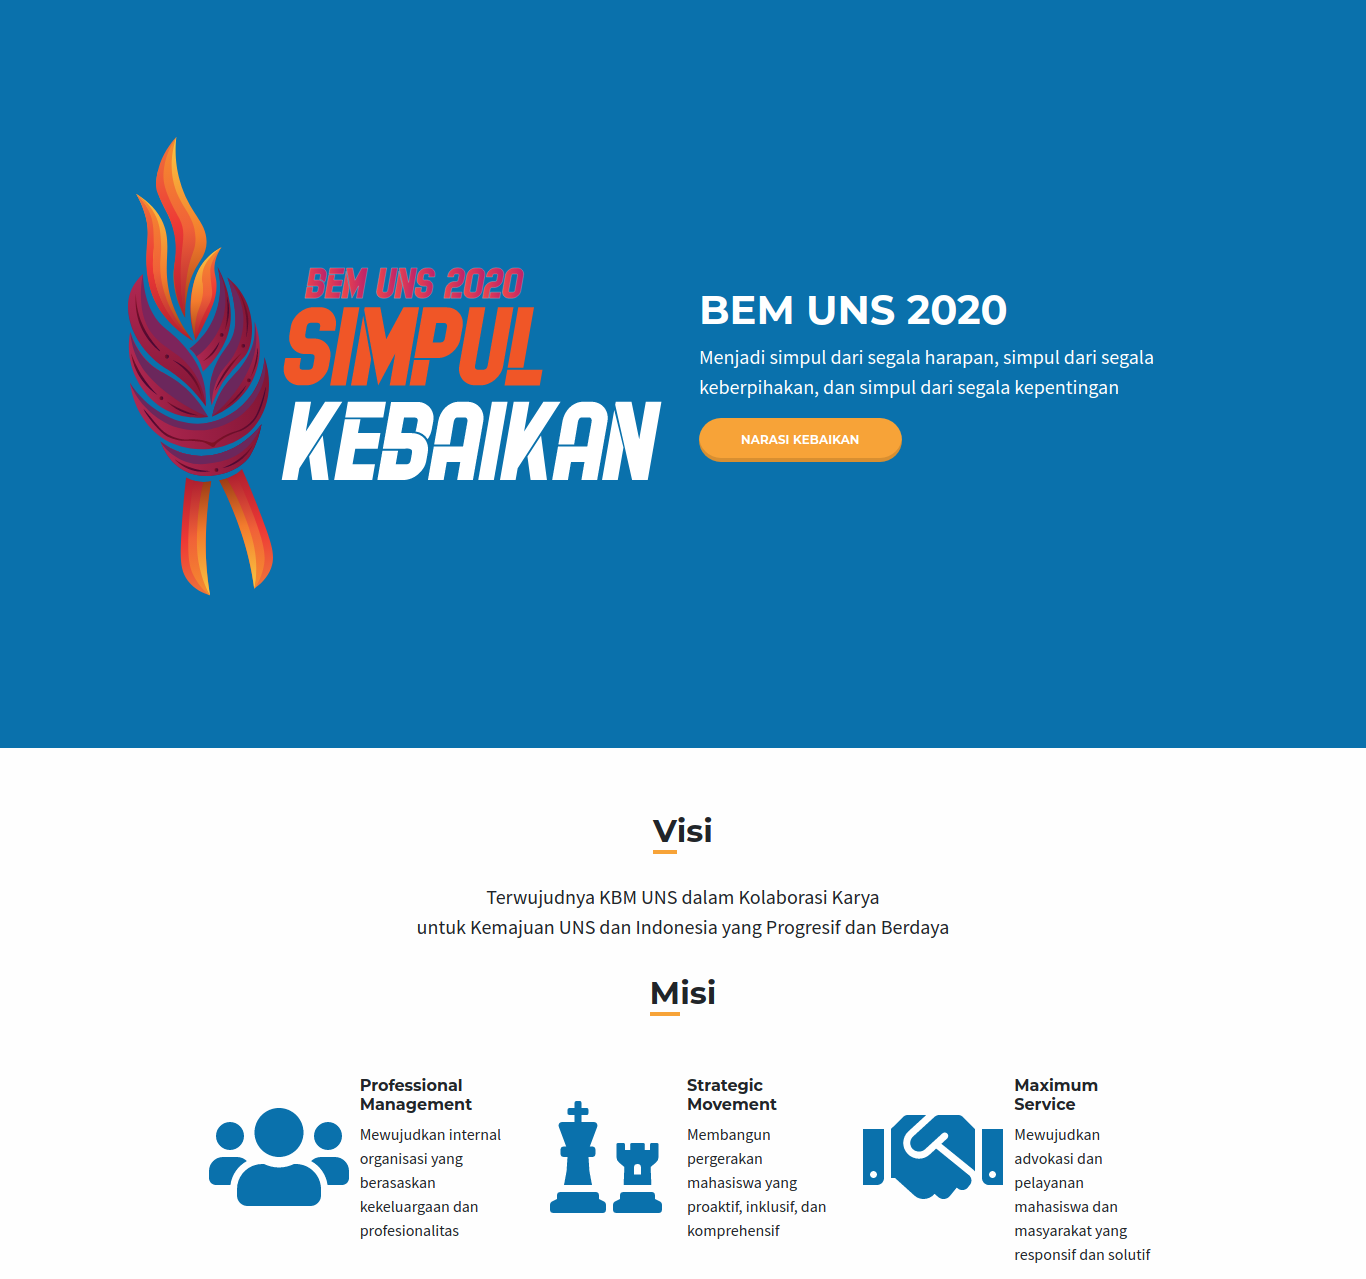 BEM UNS 2020
SIMPUL
KEBAIKAN
BEM UNS 2020
Menjadi simpul dari segala harapan, simpul dari segala
keberpihakan, dan simpul dari segala kepentingan
NARASI KEBAIKAN
Visi
Terwujudnya KBM UNS dalam Kolaborasi Karya
untuk Kemajuan UNS dan Indonesia yang Progresif dan Berdaya
Misi
Professional
Management
Mewujudkan internal
organisasi yang
berasaskan
kekeluargaan dan
profesionalitas
Strategic
Movement
Membangun
pergerakan
mahasiswa yang
proaktif, inklusif, dan
komprehensif
Maximum
Service
Mewujudkan
advokasi dan
pelayanan
mahasiswa dan
masyarakat yang
responsif dan solutif